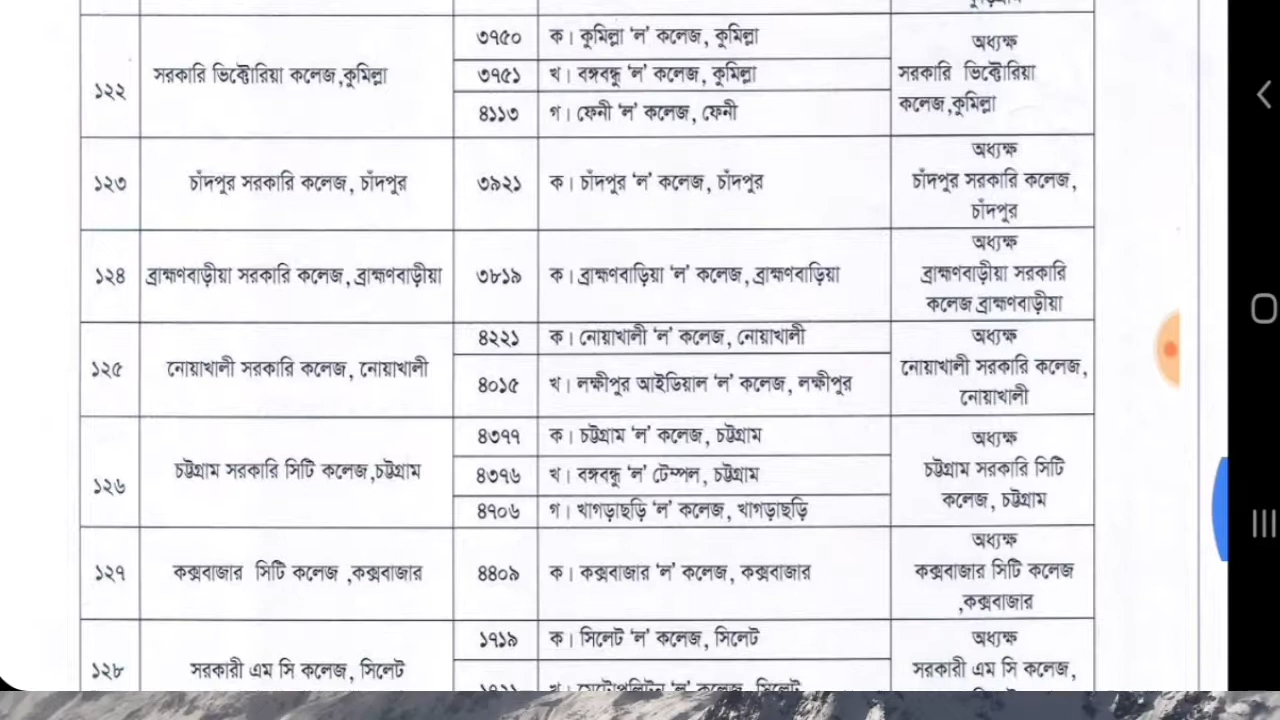 ১২২
সরকারি ভিক্টোরিয়া কলেজ,কুমিল্লা
৩৭৫০
ক। কুমিল্লা ‘ল’ কলেজ, কুমিল্লা
৩৭৫১
খ। বঙ্গবন্ধু ‘ল’ কলেজ, কুমিল্লা
৪১১৩
গ। ফেনী ‘ল’ কলেজ, ফেনী
অধ্যক্ষ
সরকারি ভিক্টোরিয়া
কলেজ,কুমিল্লা
১২৩
চাঁদপুর সরকারি কলেজ, চাঁদপুর
৩৯২১
ক। চাঁদপুর ‘ল’ কলেজ, চাঁদপুর
অধ্যক্ষ
চাঁদপুর সরকারি কলেজ,
চাঁদপুর
১২৪
ব্রাহ্মণবাড়ীয়া সরকারি কলেজ, ব্রাহ্মণবাড়ীয়া
৩৮১৯
ক। ব্রাহ্মণবাড়িয়া ‘ল’ কলেজ, ব্রাহ্মণবাড়িয়া
অধ্যক্ষ
ব্রাহ্মণবাড়ীয়া সরকারি
কলেজ ব্রাহ্মণবাড়ীয়া
১২৫
নোয়াখালী সরকারি কলেজ, নোয়াখালী
৪২২১
ক। নোয়াখালী ‘ল’ কলেজ, নোয়াখালী
৪০১৫
খ। লক্ষীপুর আইডিয়াল ‘ল’ কলেজ, লক্ষীপুর
অধ্যক্ষ
নোয়াখালী সরকারি কলেজ,
নোয়াখালী
১২৬
চট্টগ্রাম সরকারি সিটি কলেজ,চট্টগ্রাম
৪৩৭৭
ক। চট্টগ্রাম ‘ল’ কলেজ, চট্টগ্রাম
৪৩৭৬
খ। বঙ্গবন্ধু ‘ল’ টেম্পল, চট্টগ্রাম
৪৭০৬
গ। খাগড়াছড়ি ‘ল’ কলেজ, খাগড়াছড়ি
অধ্যক্ষ
চট্টগ্রাম সরকারি সিটি
কলেজ, চট্টগ্রাম
১২৭
কক্সবাজার সিটি কলেজ ,কক্সবাজার
৪৪০৯
ক। কক্সবাজার ‘ল’ কলেজ, কক্সবাজার
অধ্যক্ষ
কক্সবাজার সিটি কলেজ
,কক্সবাজার
১২৮
সরকারী এম সি কলেজ, সিলেট
১৭১৯
ক। সিলেট ‘ল’ কলেজ, সিলেট
খ। মেট্রোপলিটন ‘ল’ কলেজ, সিলেট
অধ্যক্ষ
সরকারী এম সি কলেজ,